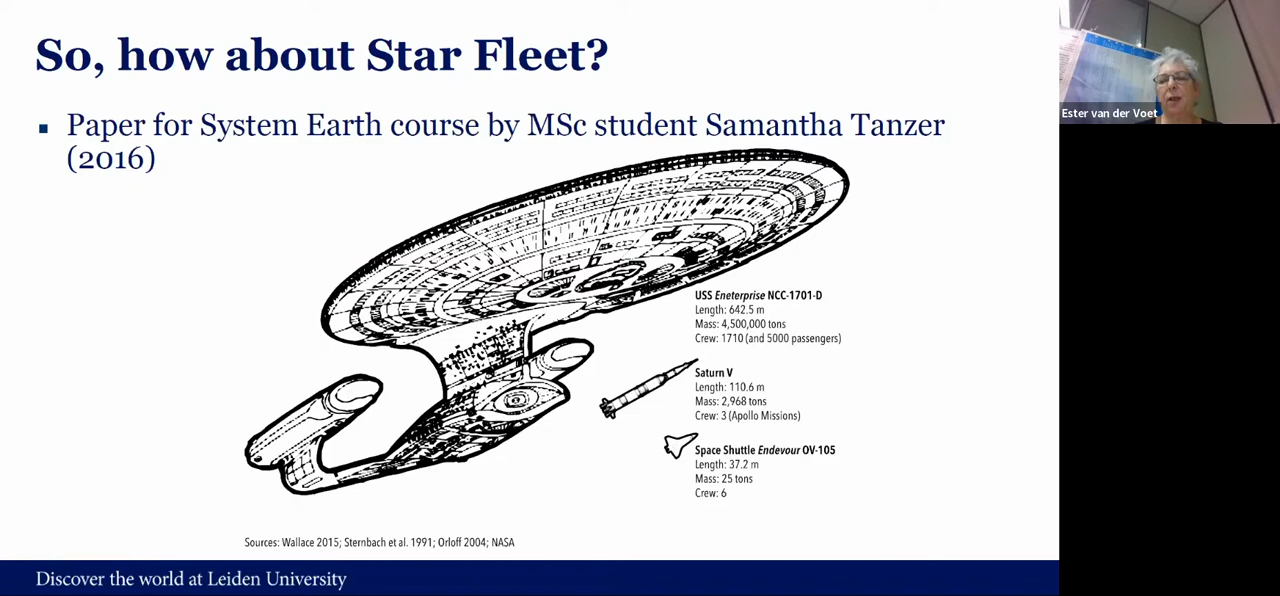 So, how about Star Fleet?
Paper for System Earth course by MSc student Samantha Tanzer
(2016)
USS Eneterprise NCC-1701-D
Length: 642.5 m
Mass: 4,500,000 tons
Crew: 1710 (and 5000 passengers)
Saturn V
Length: 110.6 m
Mass: 2,968 tons
Crew: 3 (Apollo Missions)
Space Shuttle Endevour OV-105
Length: 37.2 m
Mass: 25 tons
Crew: 6
Sources: Wallace 2015; Sternbach et al. 1991; Orloff 2004; NASA
Discover the world at Leiden University
Ester van der Voet